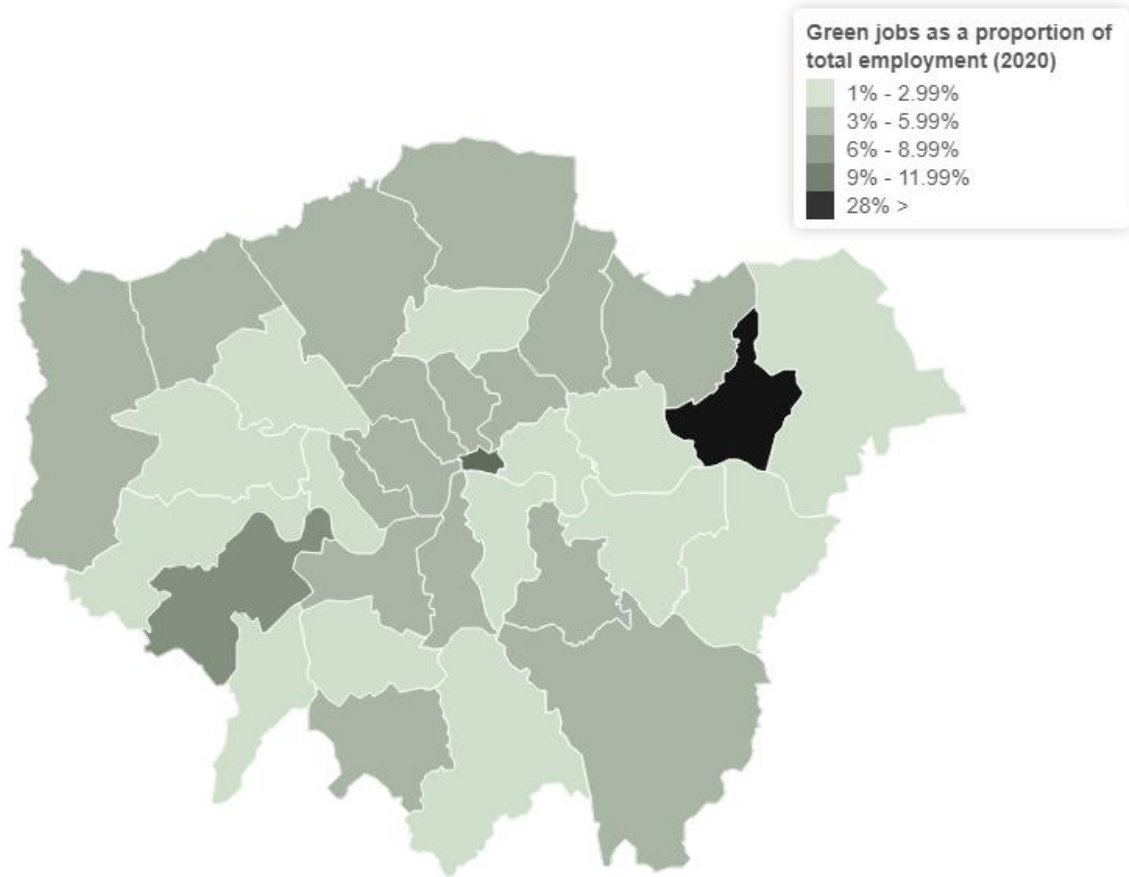 Green jobs as a proportion of
total employment (2020)
1% - 2.99%
3% - 5.99%
6% - 8.99%
9% - 11.99%
28% >